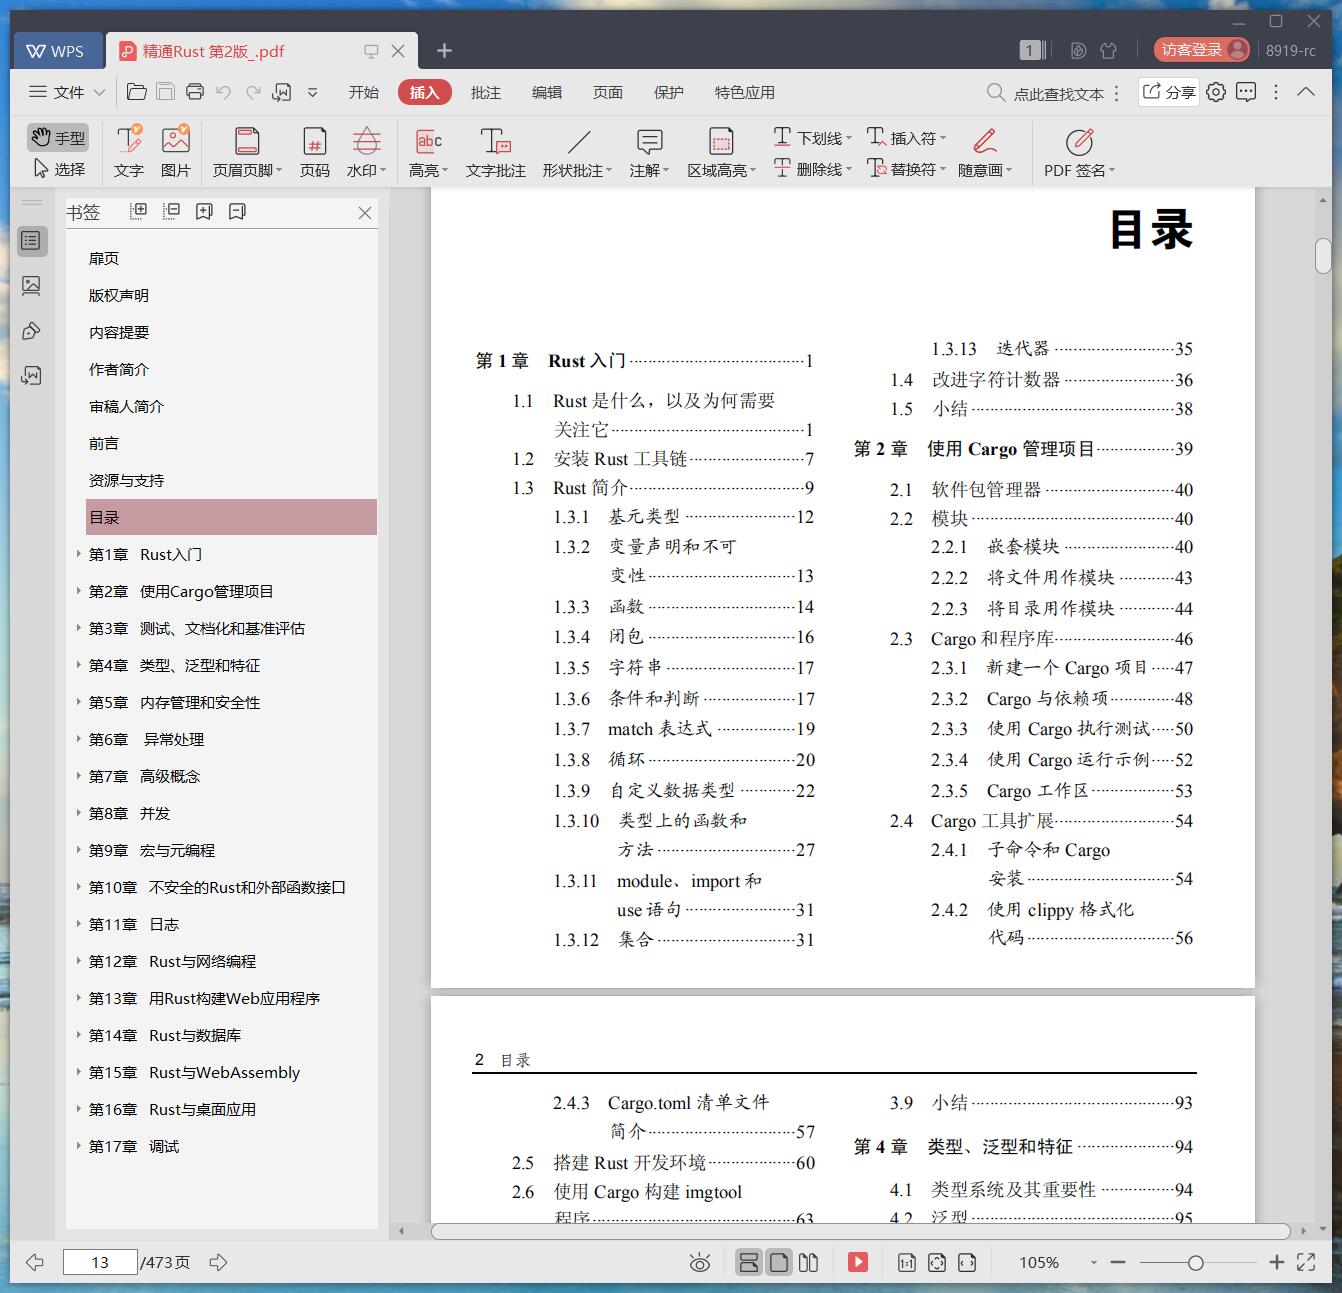 WPS
精通Rust 第2版_.pdf
1
访客登录
8919-rc
文件
开始
插入
批注
编辑
页面
保护
特色应用
点此查找文本
分享
手型
选择
文字
图片
页眉页脚
页码
水印
高亮
文字批注
形状批注
注解
区域高亮
下划线
删除线
插入符
替换符
随意画
PDF 签名
书签
扉页
版权声明
内容提要
作者简介
审稿人简介
前言
资源与支持
目录
第1章 Rust入门
第2章 使用Cargo管理项目
第3章 测试、文档化和基准评估
第4章 类型、泛型和特征
第5章 内存管理和安全性
第6章 异常处理
第7章 高级概念
第8章 并发
第9章 宏与元编程
第10章 不安全的Rust和外部函数接口
第11章 日志
第12章 Rust与网络编程
第13章 用Rust构建Web应用程序
第14章 Rust与数据库
第15章 Rust与WebAssembly
第16章 Rust与桌面应用
第17章 调试
目录
第 1 章 Rust 入门 1
1.1 Rust 是什么，以及为何需要
关注它 1
1.2 安装 Rust 工具链 7
1.3 Rust 简介 9
1.3.1 基元类型 12
1.3.2 变量声明和不可
变性 13
1.3.3 函数 14
1.3.4 闭包 16
1.3.5 字符串 17
1.3.6 条件和判断 17
1.3.7 match 表达式 19
1.3.8 循环 20
1.3.9 自定义数据类型 22
1.3.10 类型上的函数和
方法 27
1.3.11 module、import 和
use 语句 31
1.3.12 集合 31
1.3.13 迭代器 35
1.4 改进字符计数器 36
1.5 小结 38
第 2 章 使用 Cargo 管理项目 39
2.1 软件包管理器 40
2.2 模块 40
2.2.1 嵌套模块 40
2.2.2 将文件用作模块 43
2.2.3 将目录用作模块 44
2.3 Cargo 和程序库 46
2.3.1 新建一个 Cargo 项目 47
2.3.2 Cargo 与依赖项 48
2.3.3 使用 Cargo 执行测试 50
2.3.4 使用 Cargo 运行示例 52
2.3.5 Cargo 工作区 53
2.4 Cargo 工具扩展 54
2.4.1 子命令和 Cargo
安装 54
2.4.2 使用 clippy 格式化
代码 56
2 目录
2.4.3 Cargo.toml 清单文件
简介 57
2.5 搭建 Rust 开发环境 60
2.6 使用 Cargo 构建 imgtool
程序 63
3.9 小结 93
第 4 章 类型、泛型和特征 94
4.1 类型系统及其重要性 94
4.2 泛型 95
13
/473页
105%